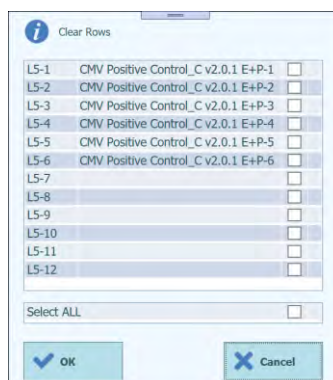 Clear Rows
L5-1 CMV Positive Control_C v2.0.1 E+P-1
L5-2 CMV Positive Control_C v2.0.1 E+P-2
L5-3 CMV Positive Control_C v2.0.1 E+P-3
L5-4 CMV Positive Control_C v2.0.1 E+P-4
L5-5 CMV Positive Control_C v2.0.1 E+P-5
L5-6 CMV Positive Control_C v2.0.1 E+P-6
L5-7
L5-8
L5-9
L5-10
L5-11
L5-12
Select ALL
OK Cancel